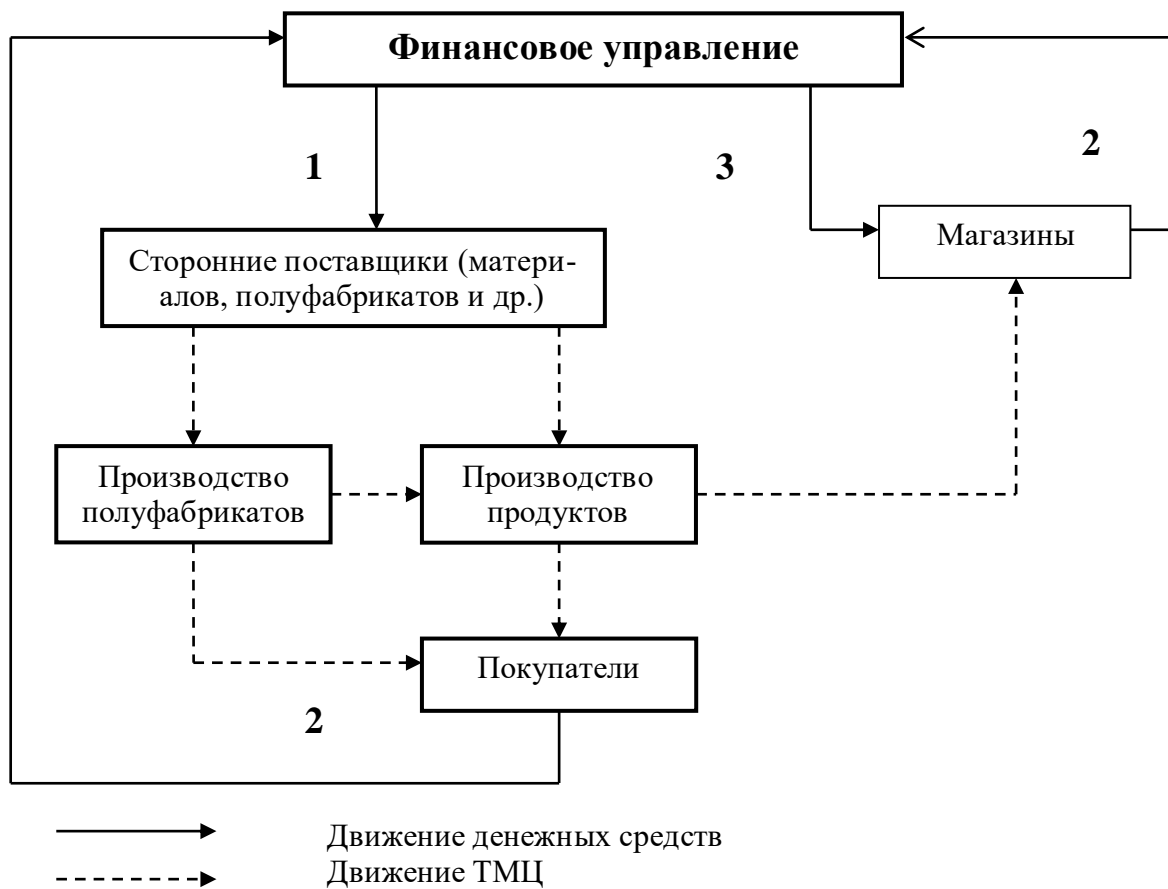 Финансовое управление
1
3
2
Магазины
Сторонние поставщики (матери-
алов, полуфабрикатов и др.)
Производство
полуфабрикатов
Производство
продуктов
Покупатели
2
Движение денежных средств
Движение ТМЦ